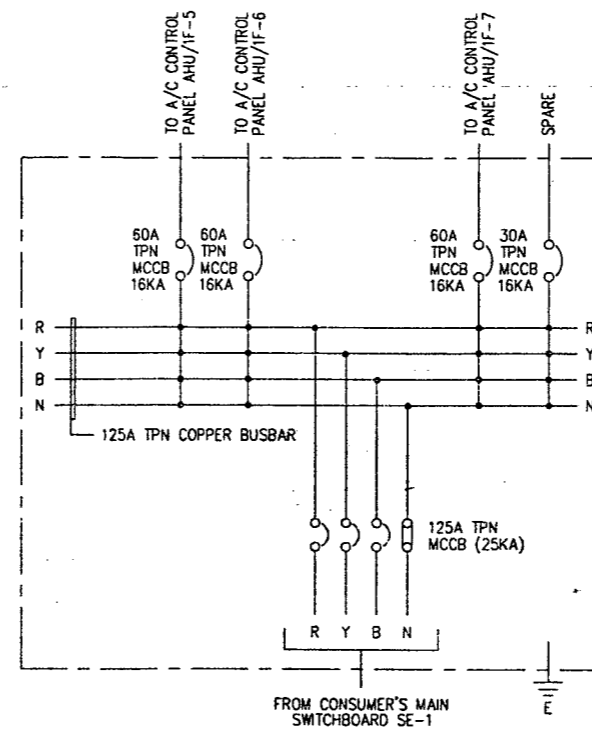 TO A/C CONTROL
PANEL AHU/1F-5
TO A/C CONTROL
PANEL AHU/1F-6
TO A/C CONTROL
PANEL AHU/1F-7
SPARE
60A
TPN
MCCB
16KA
60A
TPN
MCCB
16KA
60A
TPN
MCCB
16KA
30A
TPN
MCCB
16KA
R
R
Y
Y
B
B
N
N
125A TPN COPPER BUSBAR
125A TPN
MCCB (25KA)
R Y B N
FROM CONSUMER'S MAIN
SWITCHBOARD SE-1
E